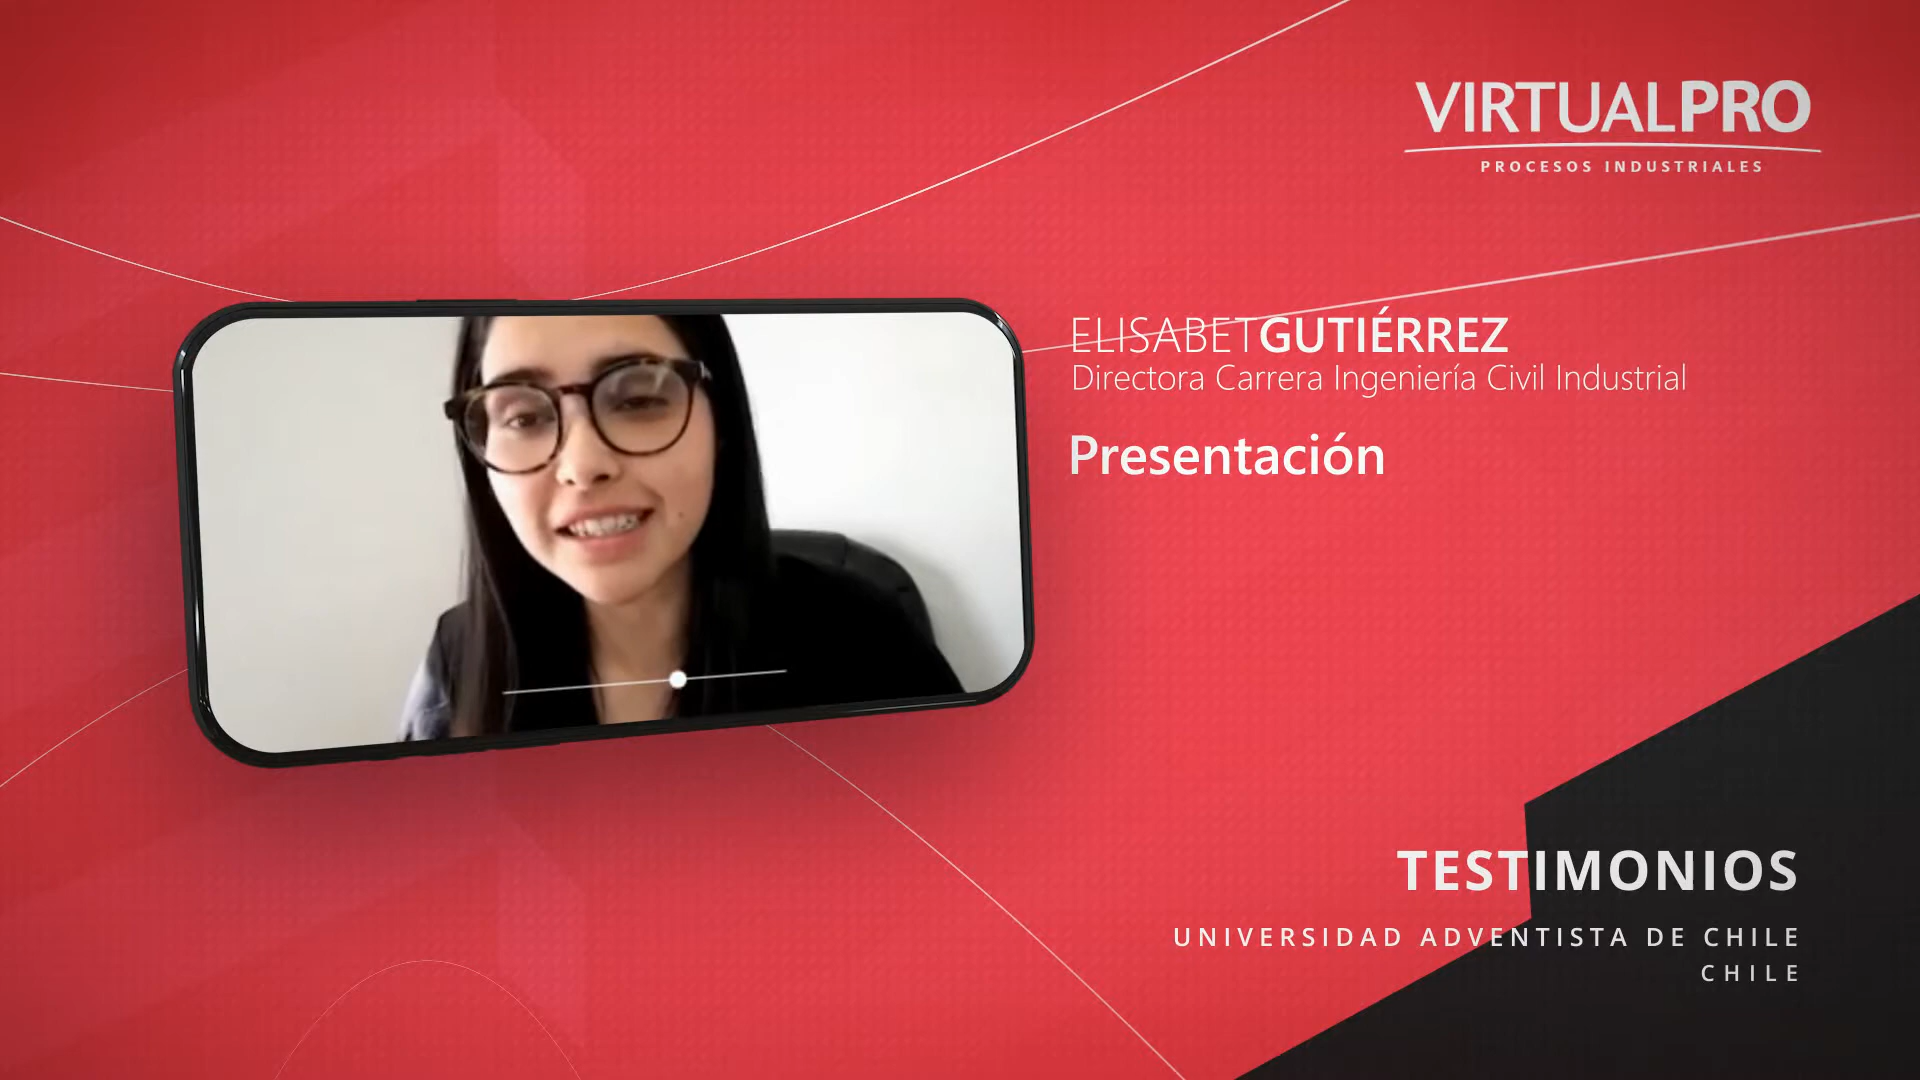 VIRTUALPRO
PROCESOS INDUSTRIALES
ELISABETGUTIÉRREZ
Directora Carrera Ingeniería Civil Industrial
Presentación
TESTIMONIOS
UNIVERSIDAD ADVENTISTA DE CHILE
CHILE